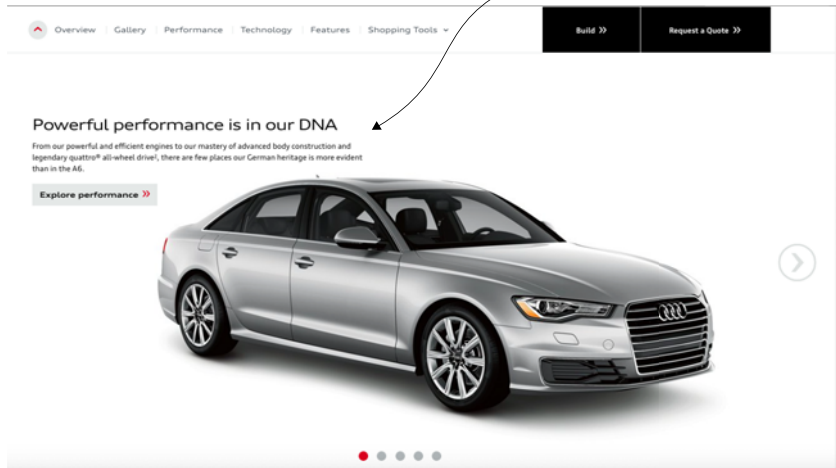 Overview
Gallery
Performance
Technology
Features
Shopping Tools
Build »
Request a Quote »
Powerful performance is in our DNA
From our powerful and efficient engines to our mastery of advanced body construction and
legendary quattro® all-wheel drive², there are few places our German heritage is more evident
than in the A6.
Explore performance »